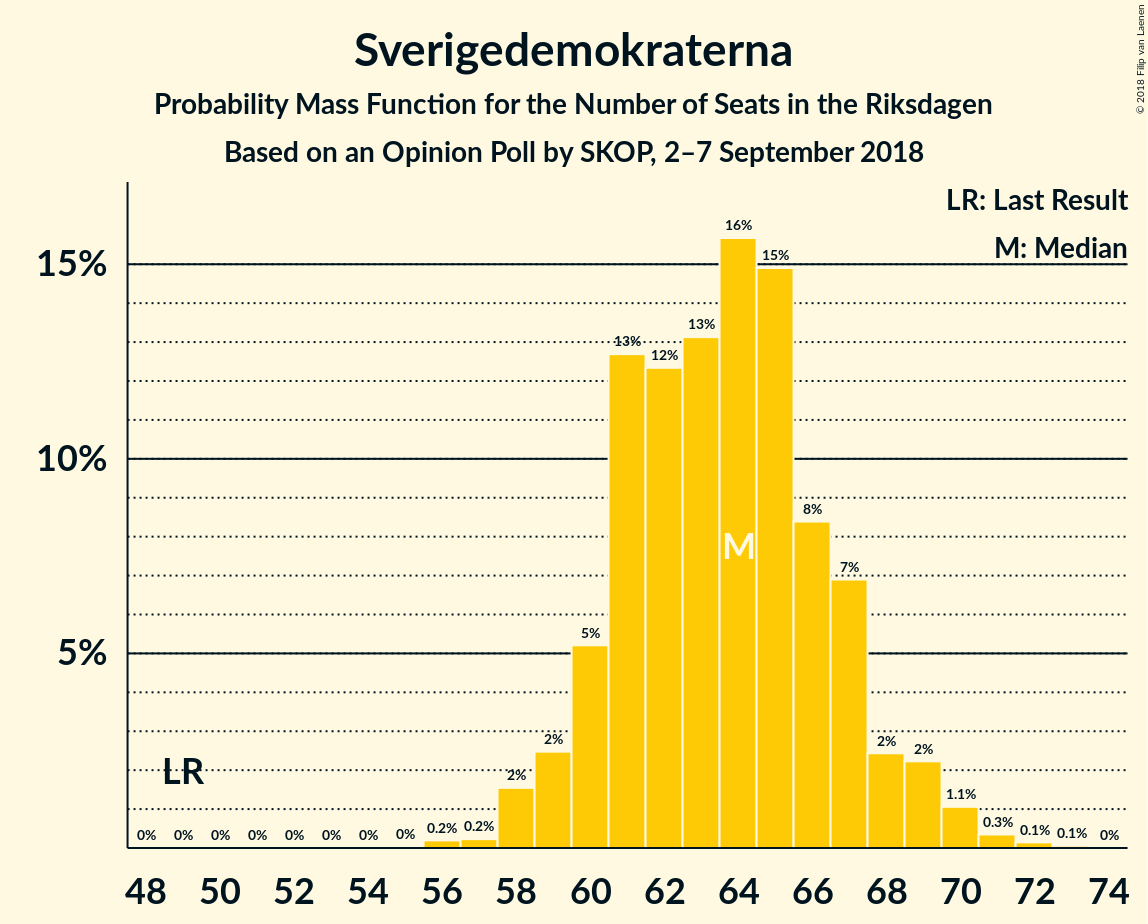 Sverigedemokraterna
Probability Mass Function for the Number of Seats in the Riksdagen
Based on an Opinion Poll by SKOP, 2–7 September 2018
© 2018 Filip van Laenen
LR: Last Result
M: Median
15%
10%
5%
0% 0% 0% 0% 0% 0% 0% 0% 0.2% 0.2% 2% 2% 5% 13% 12% 13% 16% 15% 8% 7% 2% 2% 1.1% 0.3% 0.1% 0.1% 0%
LR
M
48 50 52 54 56 58 60 62 64 66 68 70 72 74